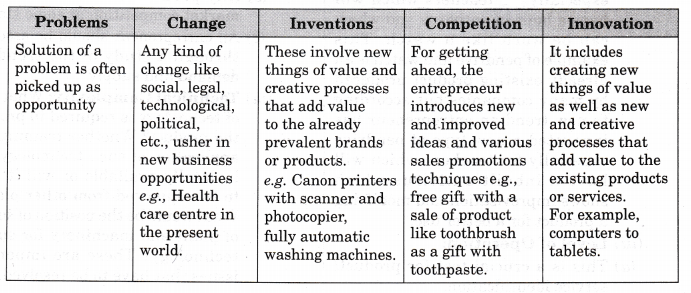 Problems
Change
Inventions
Competition
Innovation
Solution of a
problem is often
picked up as
opportunity
Any kind of
change like
social, legal,
technological,
political,
etc., usher in
new business
opportunities
e.g., Health
care centre in
the present
world.
These involve new
things of value and
creative processes
that add value
to the already
prevalent brands
or products.
e.g. Canon printers
with scanner and
photocopier,
fully automatic
washing machines.
For getting
ahead, the
entrepreneur
introduces new
and improved
ideas and various
sales promotions
techniques e.g.,
free gift with a
sale of product
like toothbrush
as a gift with
toothpaste.
It includes
creating new
things of value
as well as new
and creative
processes that
add value to the
existing products
or services.
For example,
computers to
tablets.